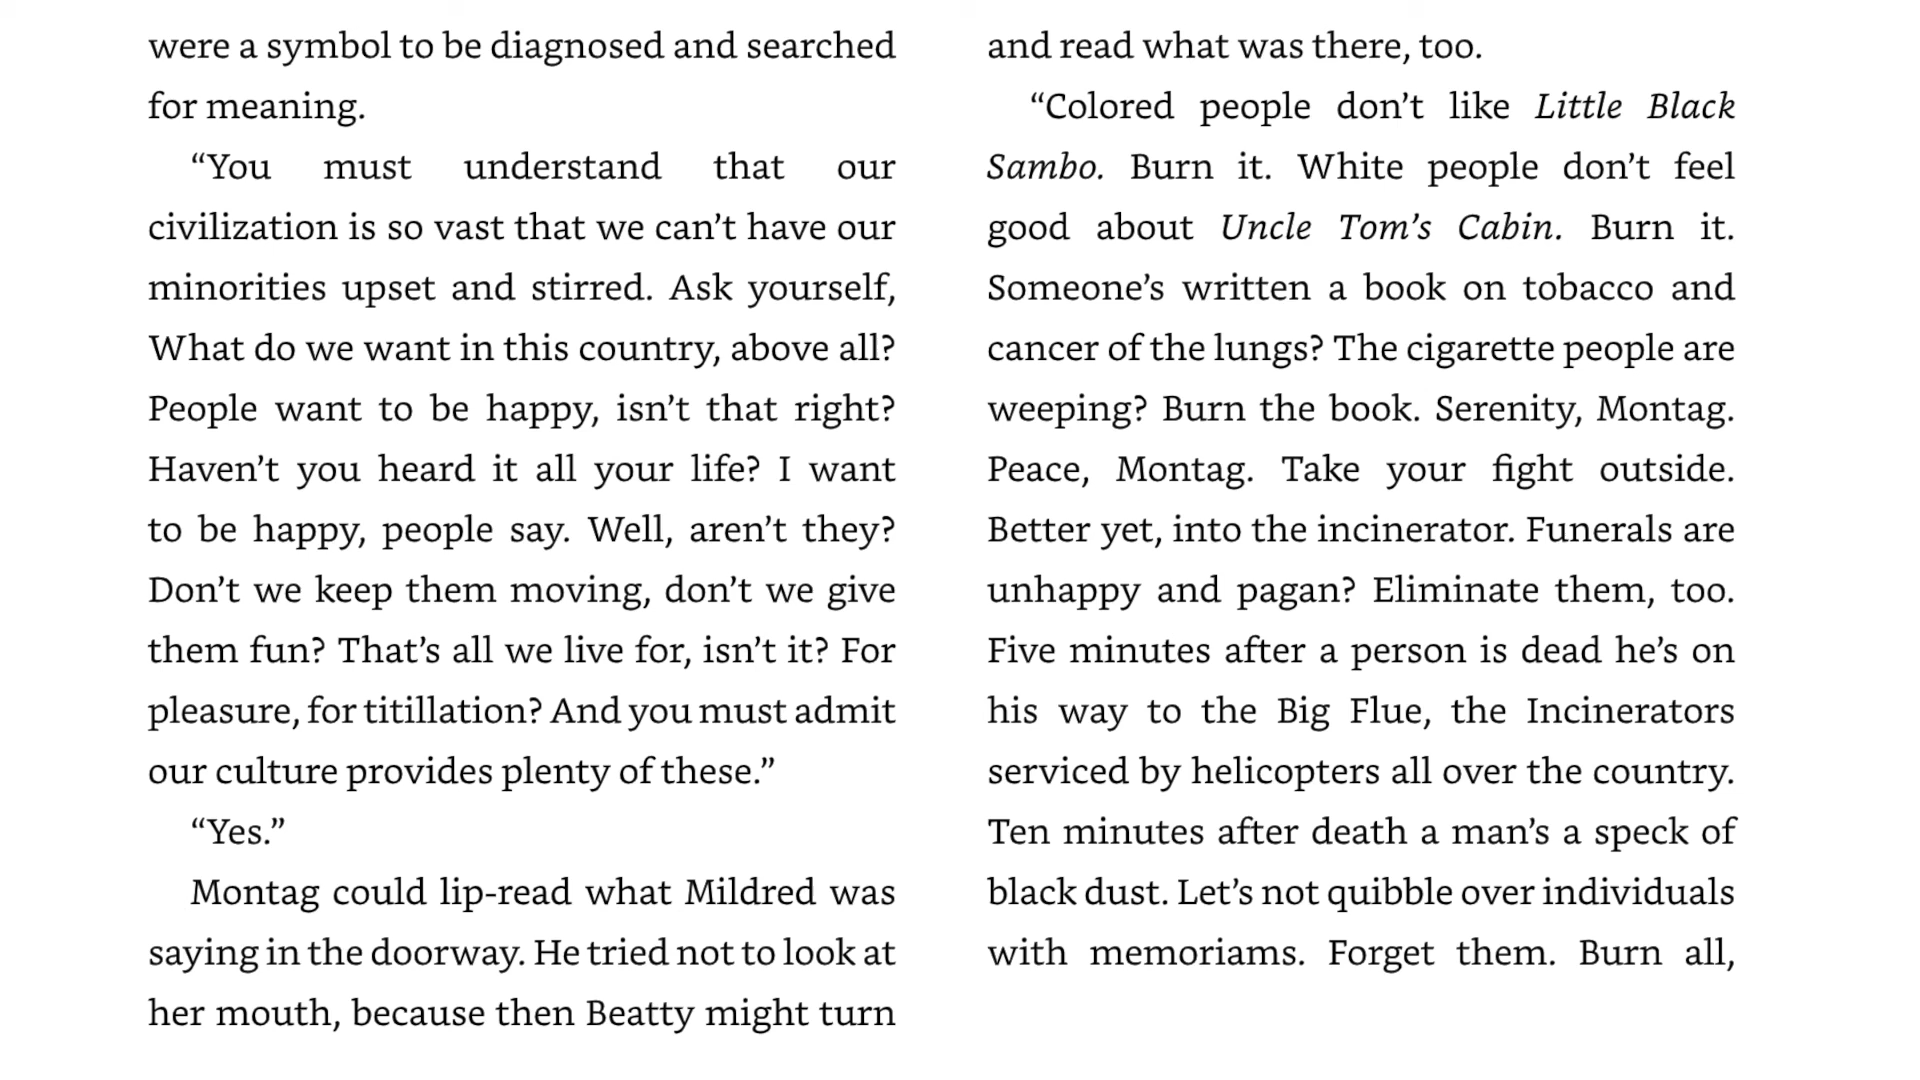 were a symbol to be diagnosed and searched
for meaning.
“You must understand that our
civilization is so vast that we can’t have our
minorities upset and stirred. Ask yourself,
What do we want in this country, above all?
People want to be happy, isn’t that right?
Haven’t you heard it all your life? I want
to be happy, people say. Well, aren’t they?
Don’t we keep them moving, don’t we give
them fun? That’s all we live for, isn’t it? For
pleasure, for titillation? And you must admit
our culture provides plenty of these.”
“Yes.”
Montag could lip-read what Mildred was
saying in the doorway. He tried not to look at
her mouth, because then Beatty might turn
and read what was there, too.
“Colored people don’t like Little Black
Sambo. Burn it. White people don’t feel
good about Uncle Tom’s Cabin. Burn it.
Someone’s written a book on tobacco and
cancer of the lungs? The cigarette people are
weeping? Burn the book. Serenity, Montag.
Peace, Montag. Take your fight outside.
Better yet, into the incinerator. Funerals are
unhappy and pagan? Eliminate them, too.
Five minutes after a person is dead he’s on
his way to the Big Flue, the Incinerators
serviced by helicopters all over the country.
Ten minutes after death a man’s a speck of
black dust. Let’s not quibble over individuals
with memoriams. Forget them. Burn all,